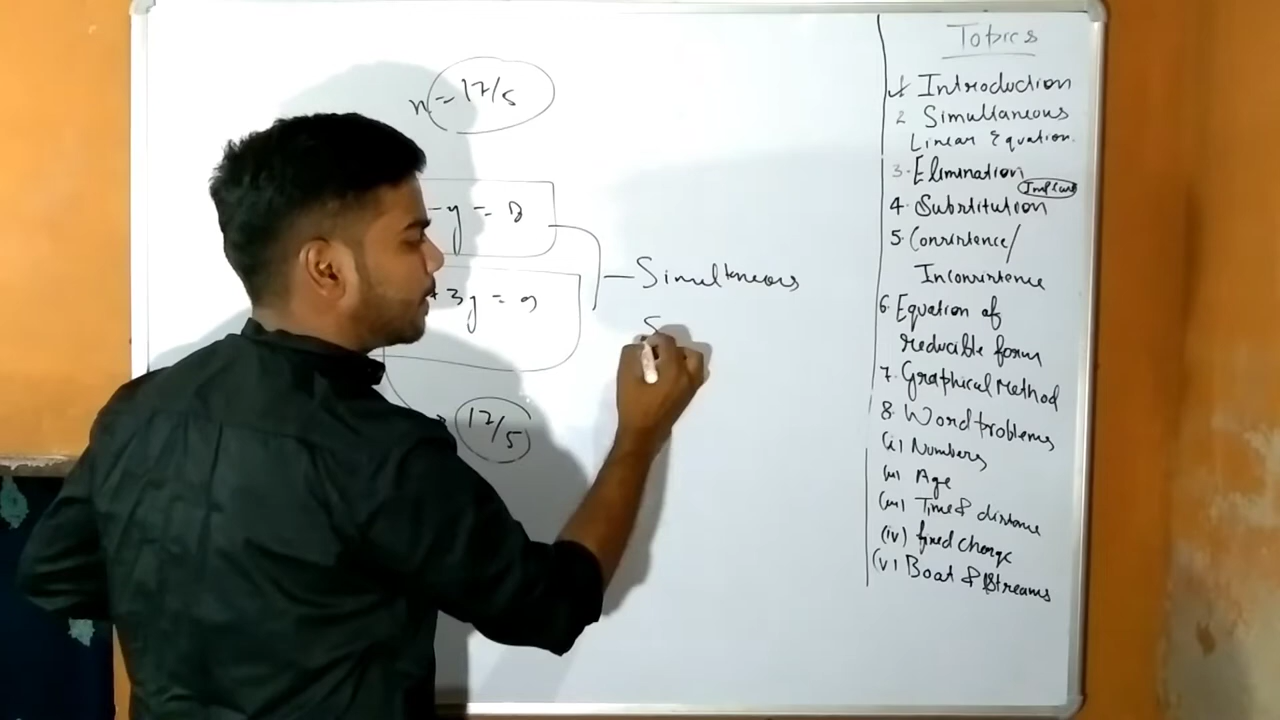 x = 17/5
- y = 8
+ 3y = 9
Simultaneous
S
17/5
Topics
1. Introduction
2 Simultaneous
Linear Equation.
3. Elimination
4. Substitution
5. Consistence/
Inconsistence
6. Equation of
reducible form
7. Graphical Method
8. Word problems
(i) Numbers
(ii) Age
(iii) Time & distance
(iv) fixed charge
(v) Boat & Streams